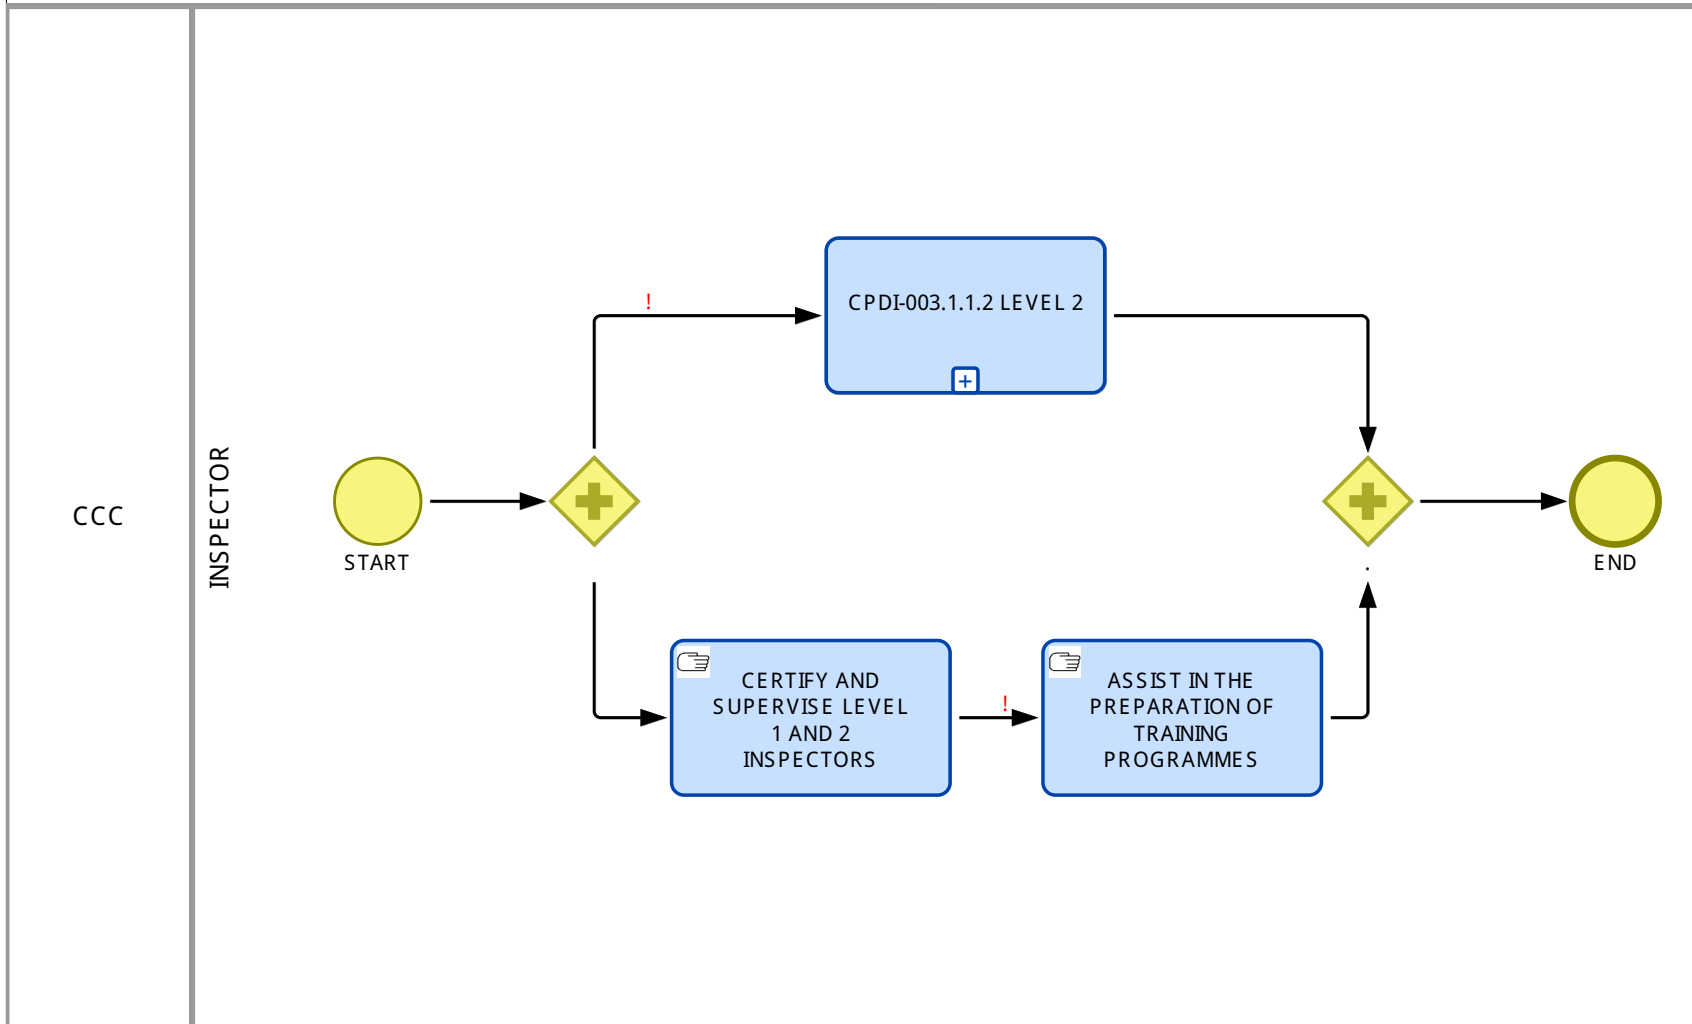 CCC
INSPECTOR
START
!
CPDI-003.1.1.2 LEVEL 2
CERTIFY AND
SUPERVISE LEVEL
1 AND 2
INSPECTORS
!
ASSIST IN THE
PREPARATION OF
TRAINING
PROGRAMMES
.
END